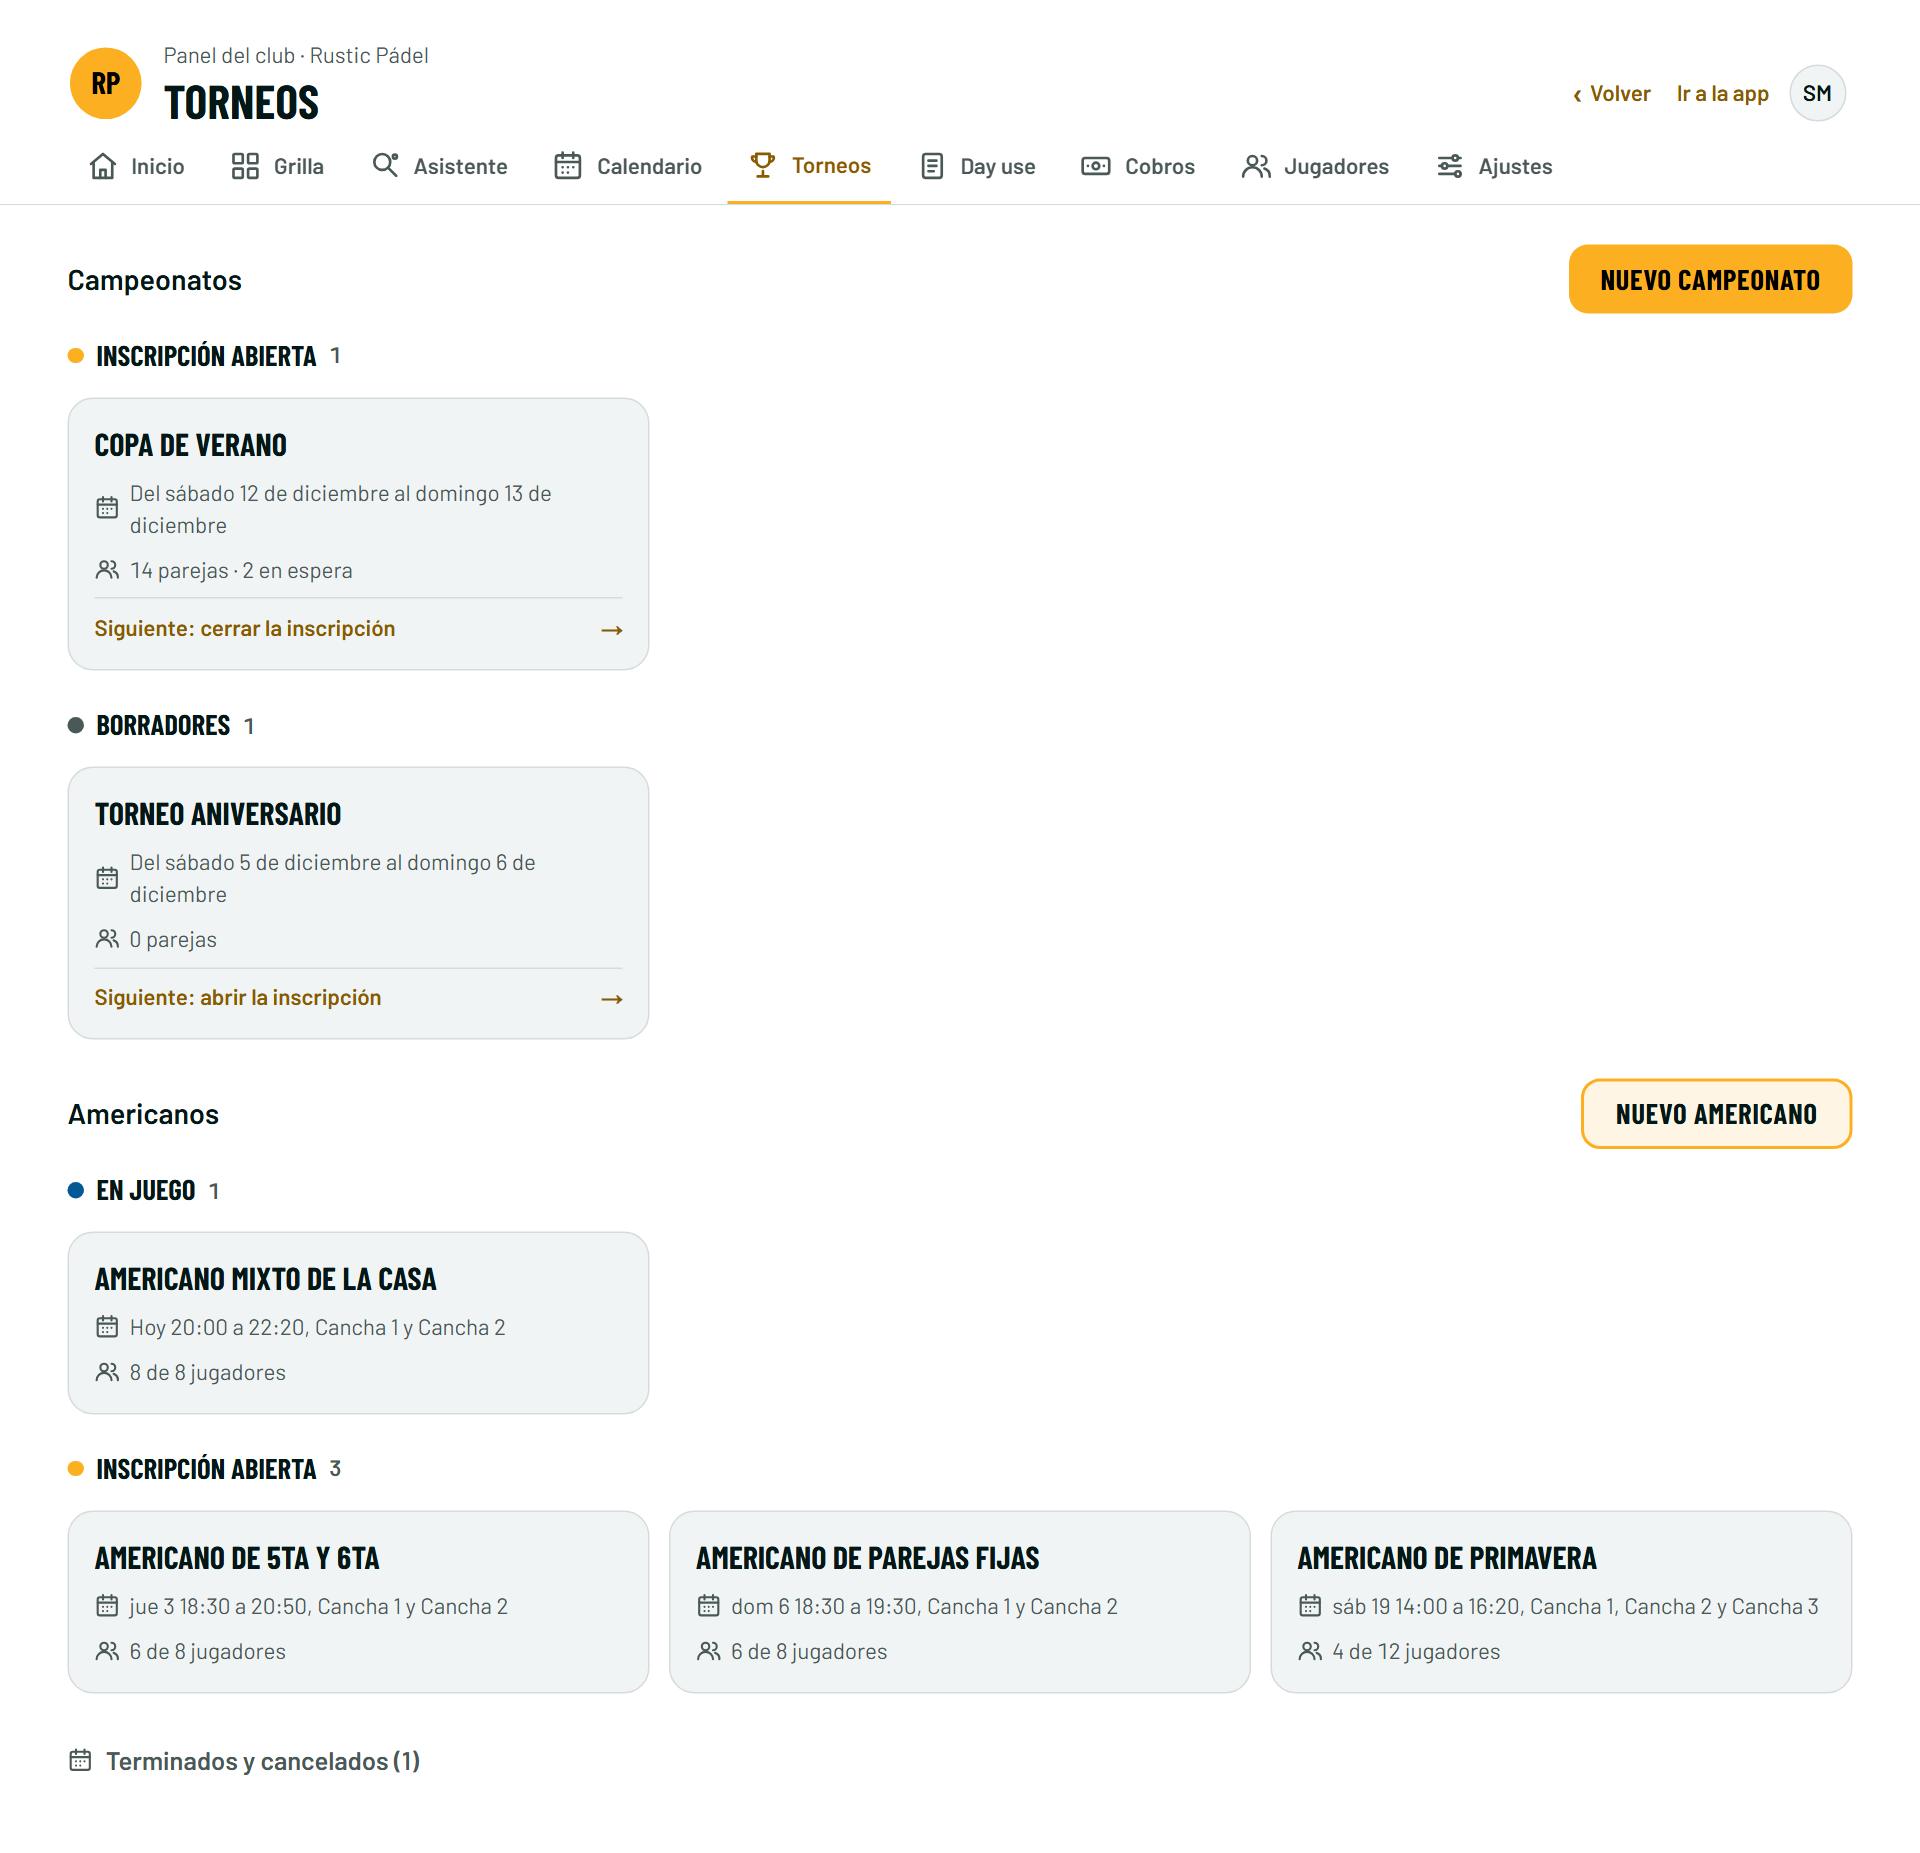 RP
Panel del club · Rustic Pádel
TORNEOS
‹ Volver
Ir a la app
SM
Inicio
Grilla
Asistente
Calendario
Torneos
Day use
Cobros
Jugadores
Ajustes
Campeonatos
NUEVO CAMPEONATO
INSCRIPCIÓN ABIERTA 1
COPA DE VERANO
Del sábado 12 de diciembre al domingo 13 de
diciembre
14 parejas · 2 en espera
Siguiente: cerrar la inscripción →
BORRADORES 1
TORNEO ANIVERSARIO
Del sábado 5 de diciembre al domingo 6 de
diciembre
0 parejas
Siguiente: abrir la inscripción →
Americanos
NUEVO AMERICANO
EN JUEGO 1
AMERICANO MIXTO DE LA CASA
Hoy 20:00 a 22:20, Cancha 1 y Cancha 2
8 de 8 jugadores
INSCRIPCIÓN ABIERTA 3
AMERICANO DE 5TA Y 6TA
jue 3 18:30 a 20:50, Cancha 1 y Cancha 2
6 de 8 jugadores
AMERICANO DE PAREJAS FIJAS
dom 6 18:30 a 19:30, Cancha 1 y Cancha 2
6 de 8 jugadores
AMERICANO DE PRIMAVERA
sáb 19 14:00 a 16:20, Cancha 1, Cancha 2 y Cancha 3
4 de 12 jugadores
Terminados y cancelados (1)